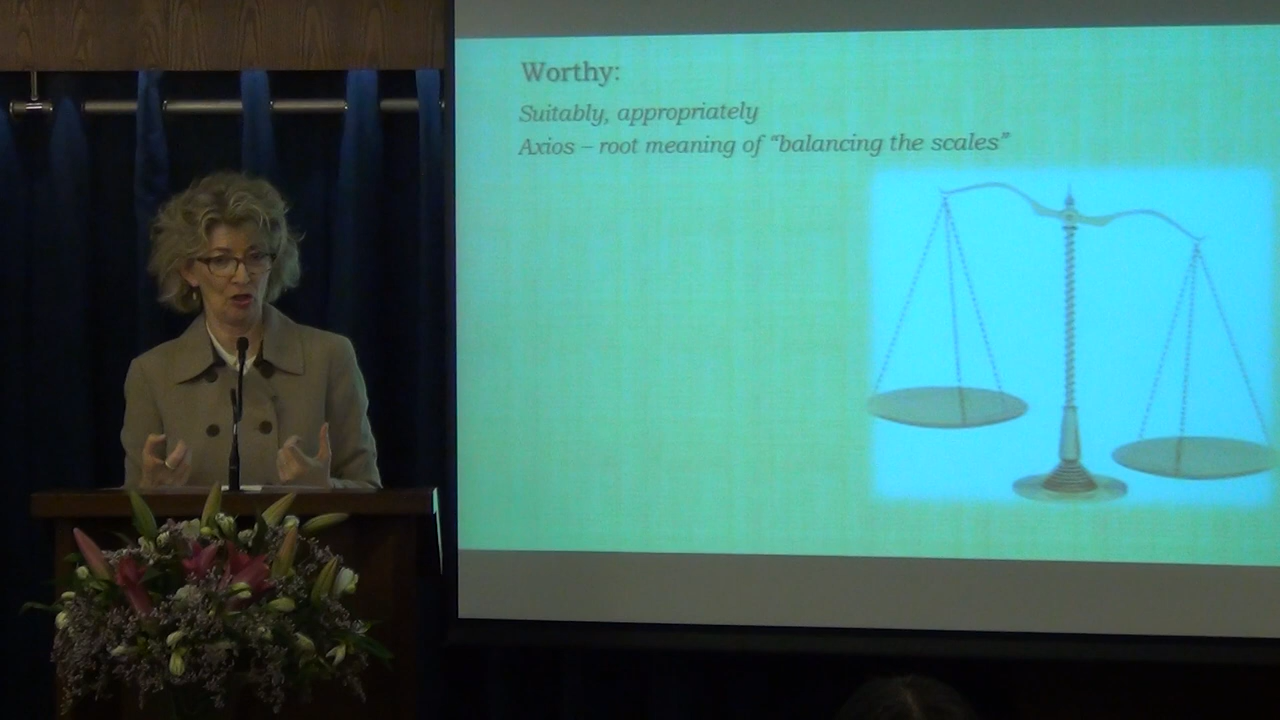 Worthy:
Suitably, appropriately
Axios – root meaning of “balancing the scales”